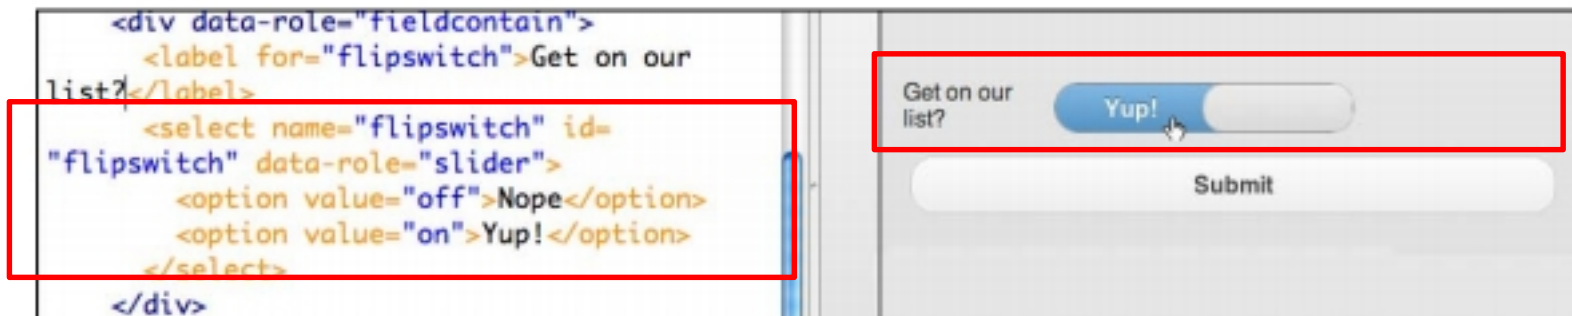 <div data-role="fieldcontain">
<label for="flipswitch">Get on our
list?</label>
<select name="flipswitch" id=
"flipswitch" data-role="slider">
<option value="off">Nope</option>
<option value="on">Yup!</option>
</select>
</div>
Get on our
list?
Yup!
Submit